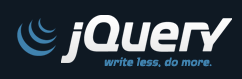 jQuery
write less, do more.